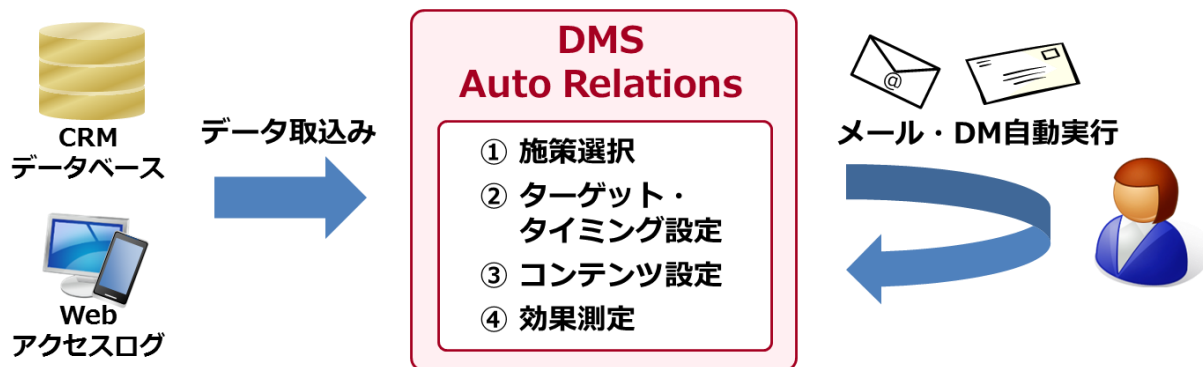 CRM
データベース
Web
アクセスログ
データ取込み
DMS
Auto Relations
① 施策選択
② ターゲット・
タイミング設定
③ コンテンツ設定
④ 効果測定
@
メール・DM自動実行